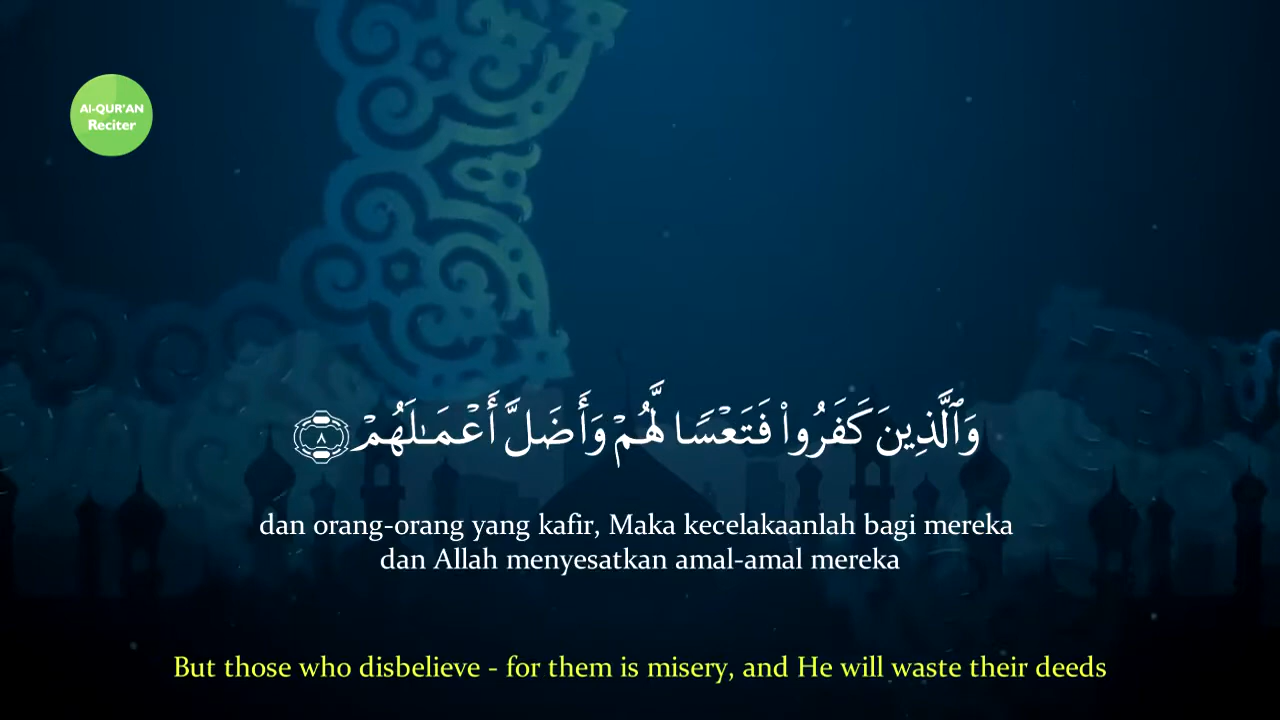 Al-QUR'AN
Reciter
وَٱلَّذِينَ كَفَرُوا۟ فَتَعْسًا لَّهُمْ وَأَضَلَّ أَعْمَـٰلَهُمْ ٨
dan orang-orang yang kafir, Maka kecelakaanlah bagi mereka
dan Allah menyesatkan amal-amal mereka
But those who disbelieve - for them is misery, and He will waste their deeds